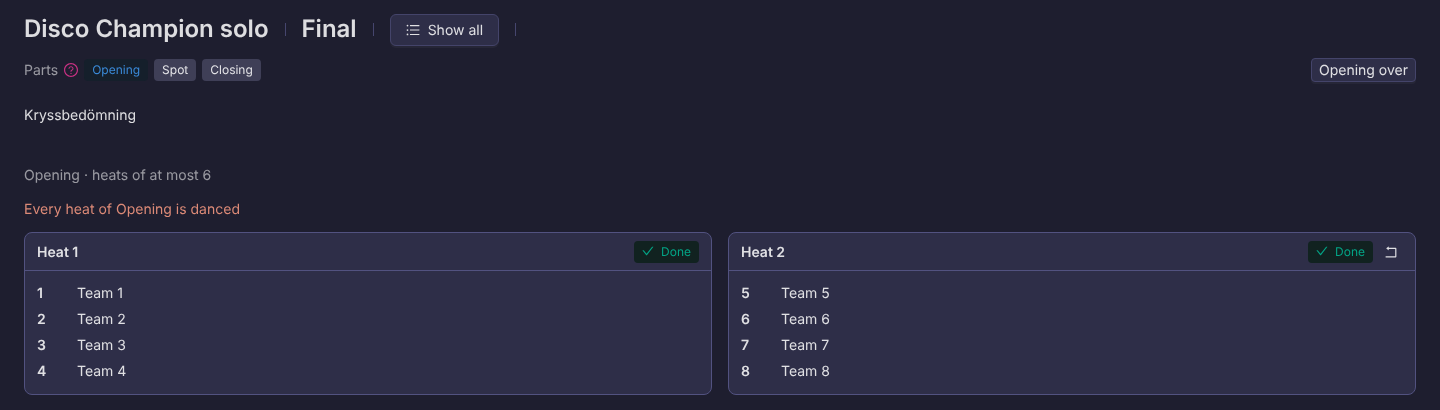 Disco Champion solo Final Show all
Parts Opening Spot Closing Opening over
Kryssbedömning
Opening · heats of at most 6
Every heat of Opening is danced
Heat 1 Done
1 Team 1
2 Team 2
3 Team 3
4 Team 4
Heat 2 Done
5 Team 5
6 Team 6
7 Team 7
8 Team 8